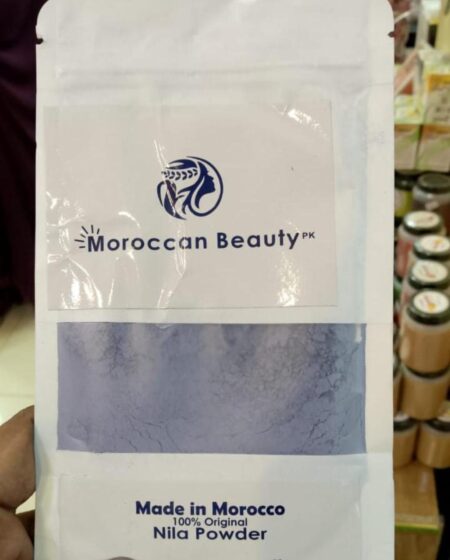 Moroccan Beauty PK
Made in Morocco
100% Original
Nila Powder